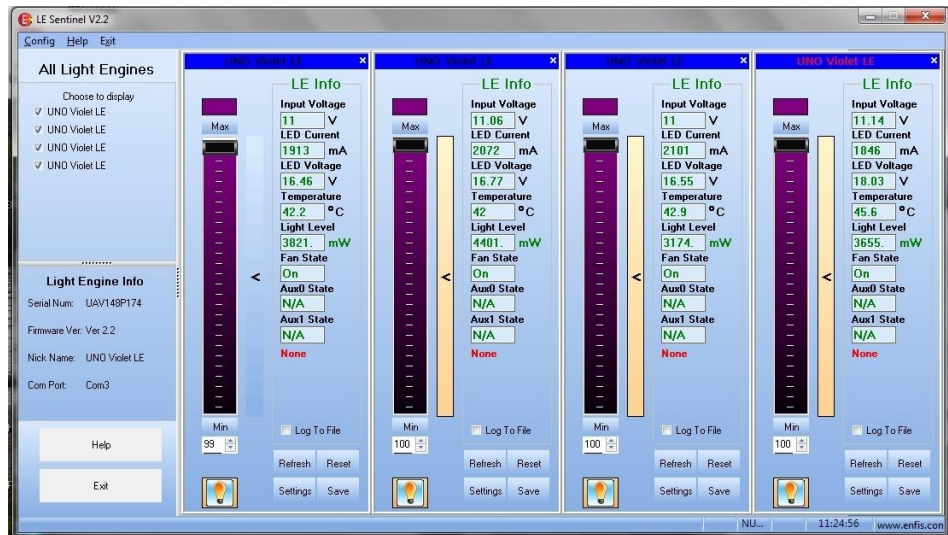 LE Sentinel V2.2
Config Help Exit
All Light Engines
Choose to display
UNO Violet LE
UNO Violet LE
UNO Violet LE
UNO Violet LE
Light Engine Info
Serial Num: UAV148P174
Firmware Ver: Ver 2.2
Nick Name: UNO Violet LE
Com Port: Com3
Help
Exit
UNO Violet LE
LE Info
Max
Input Voltage
11 V
LED Current
1913 mA
LED Voltage
16.46 V
Temperature
42.2 °C
Light Level
3821. mW
Fan State
<
On
Aux0 State
N/A
Aux1 State
N/A
None
Min
99
Log To File
Refresh Reset
Settings Save
UNO Violet LE
LE Info
Max
Input Voltage
11.06 V
LED Current
2072 mA
LED Voltage
16.77 V
Temperature
42 °C
Light Level
4401. mW
Fan State
<
On
Aux0 State
N/A
Aux1 State
N/A
None
Min
100
Log To File
Refresh Reset
Settings Save
UNO Violet LE
LE Info
Max
Input Voltage
11 V
LED Current
2101 mA
LED Voltage
16.55 V
Temperature
42.9 °C
Light Level
3174. mW
Fan State
<
On
Aux0 State
N/A
Aux1 State
N/A
None
Min
100
Log To File
Refresh Reset
Settings Save
UNO Violet LE
LE Info
Max
Input Voltage
11.14 V
LED Current
1846 mA
LED Voltage
18.03 V
Temperature
45.6 °C
Light Level
3655. mW
Fan State
<
On
Aux0 State
N/A
Aux1 State
N/A
None
Min
100
Log To File
Refresh Reset
Settings Save
NU... 11:24:56 www.enfis.con